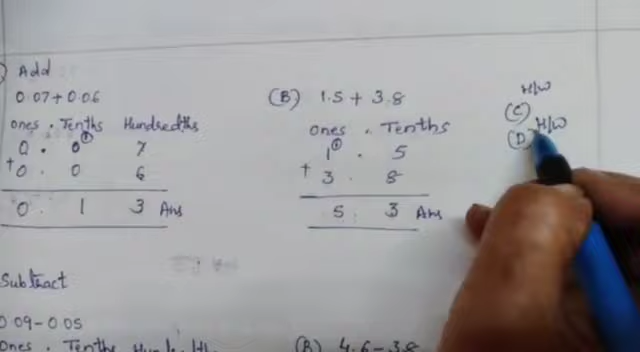 ) Add
0.07+0.06
Ones . Tenths Hundredths
0 . 0① 7
+ 0 . 0 6
0 . 1 3 Ans
(B) 1.5 + 3.8
Ones . Tenths
1① . 5
+ 3 . 8
5 . 3 Ans
H/W
(C)
(D) H/W
Subtract
0.09-0.05
Ones . Tenths
(B) 4.6-3.8